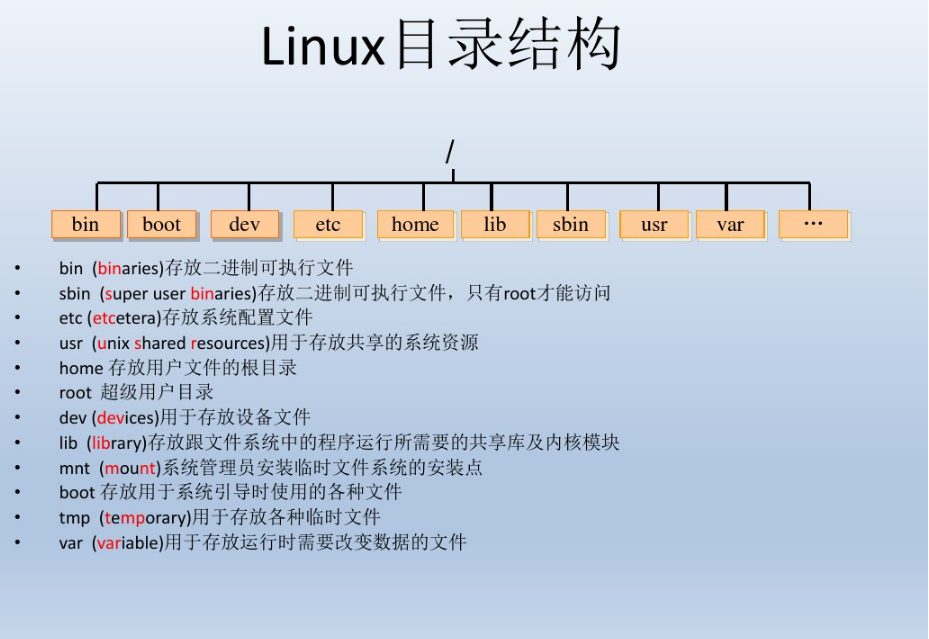 Linux目录结构
/
bin boot dev etc home lib sbin usr var ···
• bin (binaries)存放二进制可执行文件
• sbin (super user binaries)存放二进制可执行文件，只有root才能访问
• etc (etcetera)存放系统配置文件
• usr (unix shared resources)用于存放共享的系统资源
• home 存放用户文件的根目录
• root 超级用户目录
• dev (devices)用于存放设备文件
• lib (library)存放跟文件系统中的程序运行所需要的共享库及内核模块
• mnt (mount)系统管理员安装临时文件系统的安装点
• boot 存放用于系统引导时使用的各种文件
• tmp (temporary)用于存放各种临时文件
• var (variable)用于存放运行时需要改变数据的文件